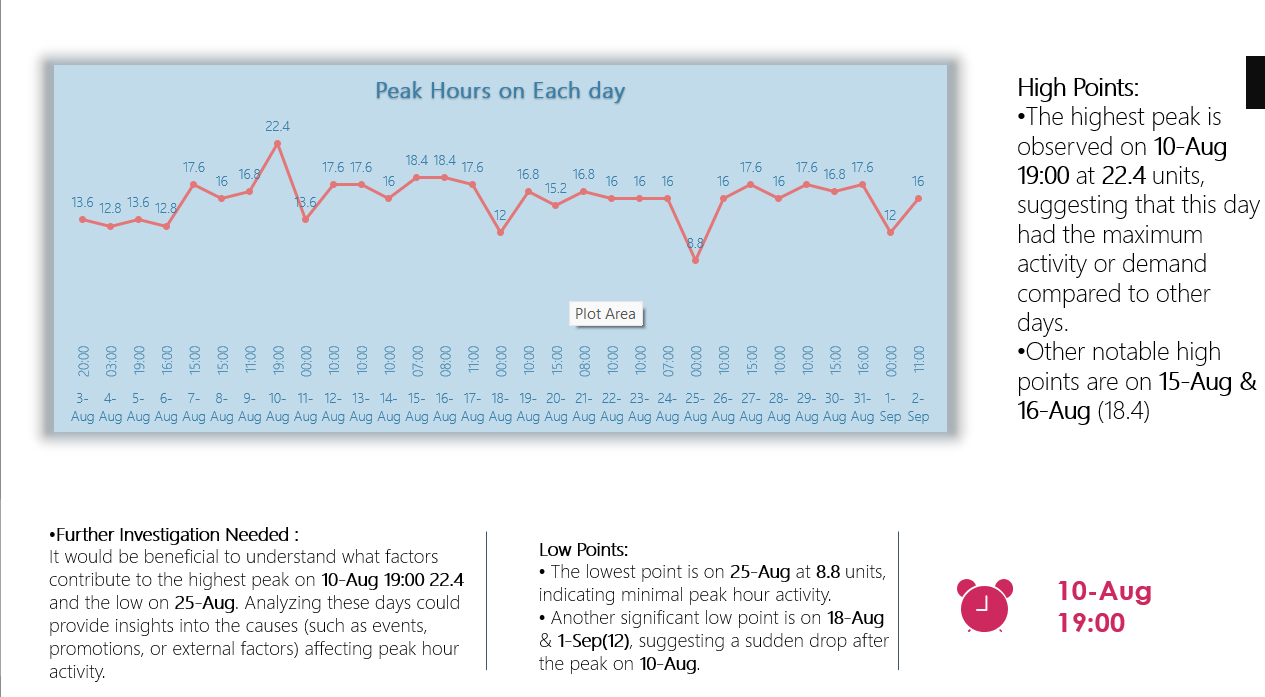 Peak Hours on Each day
13.6 12.8 13.6 12.8 17.6 16 16.8 22.4 13.6 17.6 17.6 16 18.4 18.4 17.6 12 16.8 15.2 16.8 16 16 16 8.8 16 17.6 16 17.6 16.8 17.6 12 16
Plot Area
20:00 03:00 19:00 16:00 15:00 15:00 11:00 19:00 00:00 10:00 10:00 10:00 07:00 08:00 11:00 00:00 10:00 15:00 08:00 10:00 10:00 07:00 00:00 10:00 15:00 10:00 10:00 15:00 16:00 00:00 11:00
3- 4- 5- 6- 7- 8- 9- 10- 11- 12- 13- 14- 15- 16- 17- 18- 19- 20- 21- 22- 23- 24- 25- 26- 27- 28- 29- 30- 31- 1- 2-
Aug Aug Aug Aug Aug Aug Aug Aug Aug Aug Aug Aug Aug Aug Aug Aug Aug Aug Aug Aug Aug Aug Aug Aug Aug Aug Aug Aug Aug Sep Sep
High Points:
•The highest peak is
observed on 10-Aug
19:00 at 22.4 units,
suggesting that this day
had the maximum
activity or demand
compared to other
days.
•Other notable high
points are on 15-Aug &
16-Aug (18.4)
•Further Investigation Needed :
It would be beneficial to understand what factors
contribute to the highest peak on 10-Aug 19:00 22.4
and the low on 25-Aug. Analyzing these days could
provide insights into the causes (such as events,
promotions, or external factors) affecting peak hour
activity.
Low Points:
• The lowest point is on 25-Aug at 8.8 units,
indicating minimal peak hour activity.
• Another significant low point is on 18-Aug
& 1-Sep(12), suggesting a sudden drop after
the peak on 10-Aug.
10-Aug
19:00